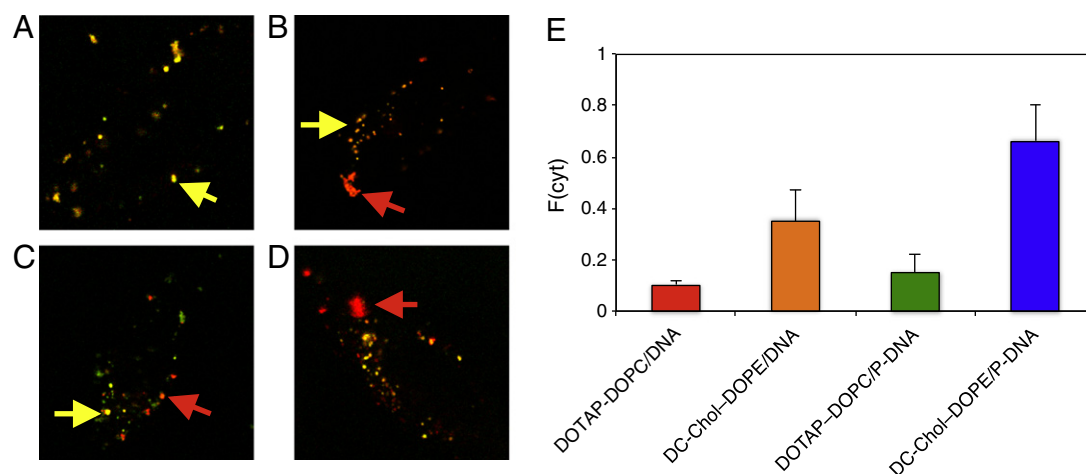 A
B
C
D
E
F(cyt)
1
0.8
0.6
0.4
0.2
0
DOTAP-DOPC/DNA
DC-Chol–DOPE/DNA
DOTAP–DOPC/P-DNA
DC-Chol–DOPE/P-DNA